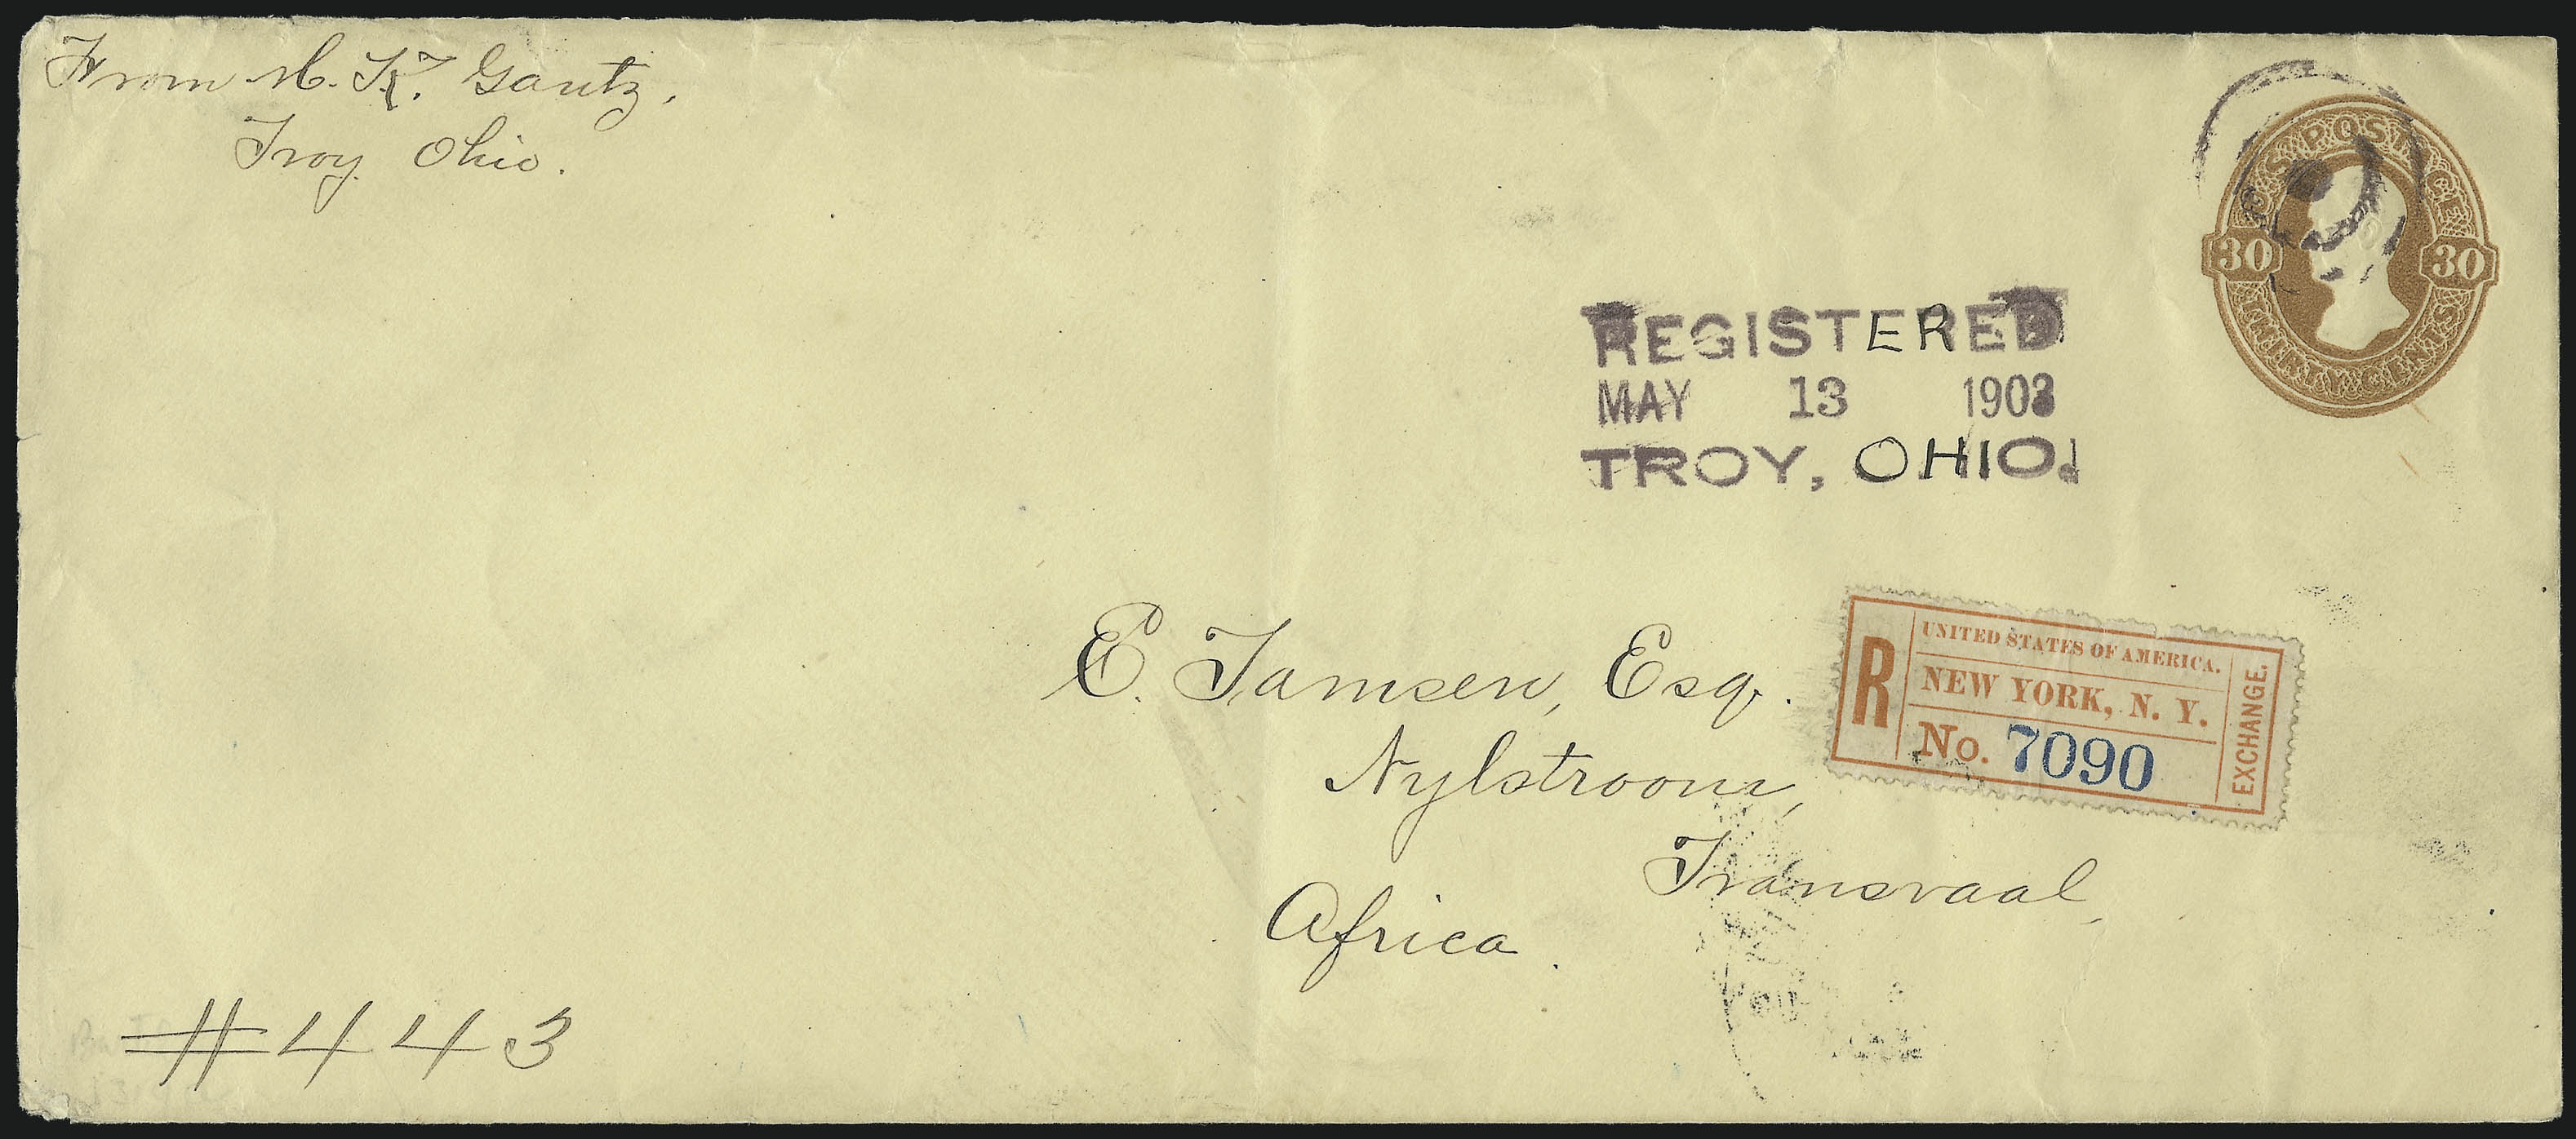 From M. K. Gantz,
Troy Ohio.
U.S. POSTAGE
30 30
THIRTY CENTS
REGISTERED
MAY 13 1903
TROY, OHIO.
E. Tamsen, Esq.
Nylstroom,
Transvaal,
Africa.
R
UNITED STATES OF AMERICA.
NEW YORK, N. Y.
No. 7090
EXCHANGE.
#443